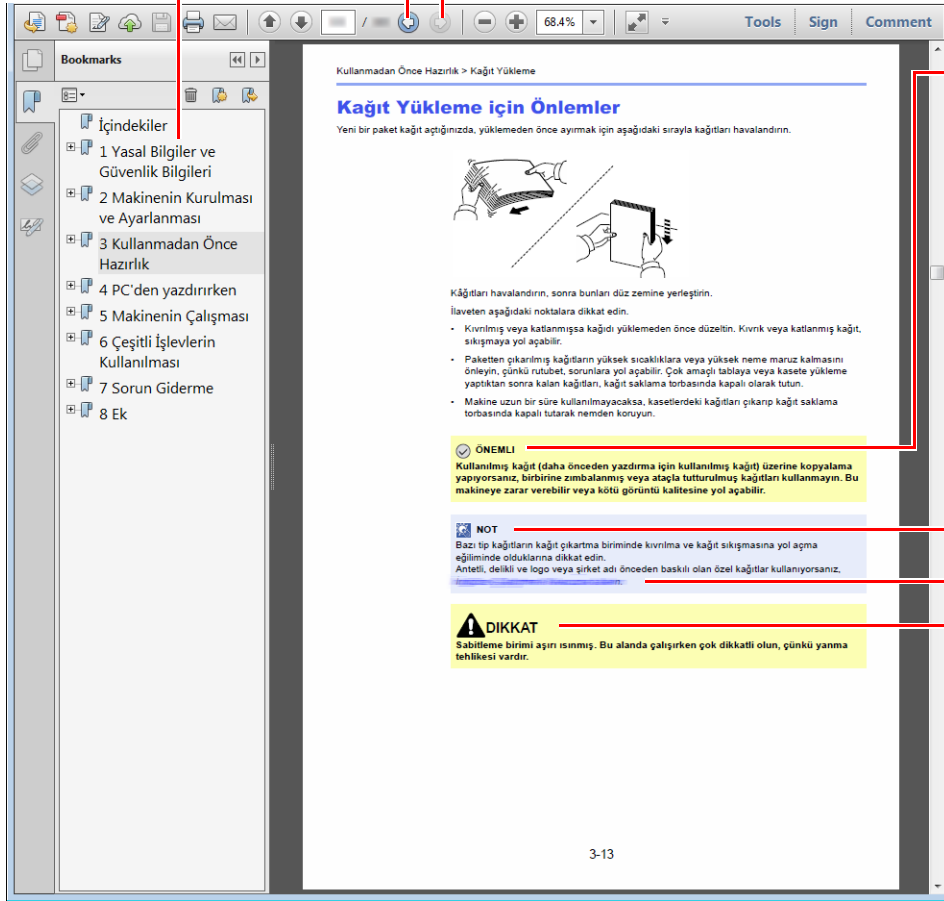 /
68.4%
Tools
Sign
Comment
Bookmarks
İçindekiler
1 Yasal Bilgiler ve
Güvenlik Bilgileri
2 Makinenin Kurulması
ve Ayarlanması
3 Kullanmadan Önce
Hazırlık
4 PC'den yazdırırken
5 Makinenin Çalışması
6 Çeşitli İşlevlerin
Kullanılması
7 Sorun Giderme
8 Ek
Kullanmadan Önce Hazırlık > Kağıt Yükleme
Kağıt Yükleme için Önlemler
Yeni bir paket kağıt açtığınızda, yüklemeden önce ayırmak için aşağıdaki sırayla kağıtları havalandırın.
Kâğıtları havalandırın, sonra bunları düz zemine yerleştirin.
İlaveten aşağıdaki noktalara dikkat edin.
• Kıvrılmış veya katlanmışsa kağıdı yüklemeden önce düzeltin. Kıvrık veya katlanmış kağıt,
sıkışmaya yol açabilir.
• Paketten çıkarılmış kağıtların yüksek sıcaklıklara veya yüksek neme maruz kalmasını
önleyin, çünkü rutubet, sorunlara yol açabilir. Çok amaçlı tablaya veya kasete yükleme
yaptıktan sonra kalan kağıtları, kağıt saklama torbasında kapalı olarak tutun.
• Makine uzun bir süre kullanılmayacaksa, kasetlerdeki kağıtları çıkarıp kağıt saklama
torbasında kapalı tutarak nemden koruyun.
ÖNEMLI
Kullanılmış kağıt (daha önceden yazdırma için kullanılmış kağıt) üzerine kopyalama
yapıyorsanız, birbirine zımbalanmış veya ataçla tutturulmuş kağıtları kullanmayın. Bu
makineye zarar verebilir veya kötü görüntü kalitesine yol açabilir.
NOT
Bazı tip kağıtların kağıt çıkartma biriminde kıvrılma ve kağıt sıkışmasına yol açma
eğiliminde olduklarına dikkat edin.
Antetli, delikli ve logo veya şirket adı önceden baskılı olan özel kağıtlar kullanıyorsanız,
DIKKAT
Sabitleme birimi aşırı ısınmış. Bu alanda çalışırken çok dikkatli olun, çünkü yanma
tehlikesi vardır.
3-13